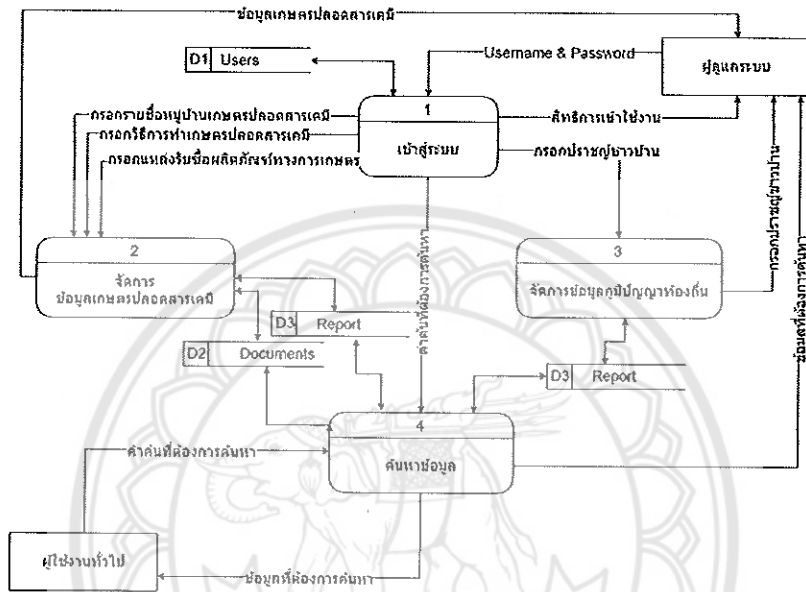 ข้อมูลเกษตรปลอดสารเคมี
D1 Users
Username & Password
ผู้ดูแลระบบ
1
เข้าสู่ระบบ
กรอกรายชื่อหมู่บ้านเกษตรปลอดสารเคมี
กรอกวิธีการทำเกษตรปลอดสารเคมี
กรอกแหล่งรับซื้อผลิตภัณฑ์ทางการเกษตร
สิทธิการเข้าใช้งาน
กรอกปราชญ์ชาวบ้าน
กรอกปราชญ์ชาวบ้าน
ข้อมูลที่ต้องการค้นหา
คำค้นที่ต้องการค้นหา
2
จัดการ
ข้อมูลเกษตรปลอดสารเคมี
3
จัดการข้อมูลภูมิปัญญาท้องถิ่น
D3 Report
D2 Documents
D3 Report
4
ค้นหาข้อมูล
คำค้นที่ต้องการค้นหา
ผู้ใช้งานทั่วไป
ข้อมูลที่ต้องการค้นหา